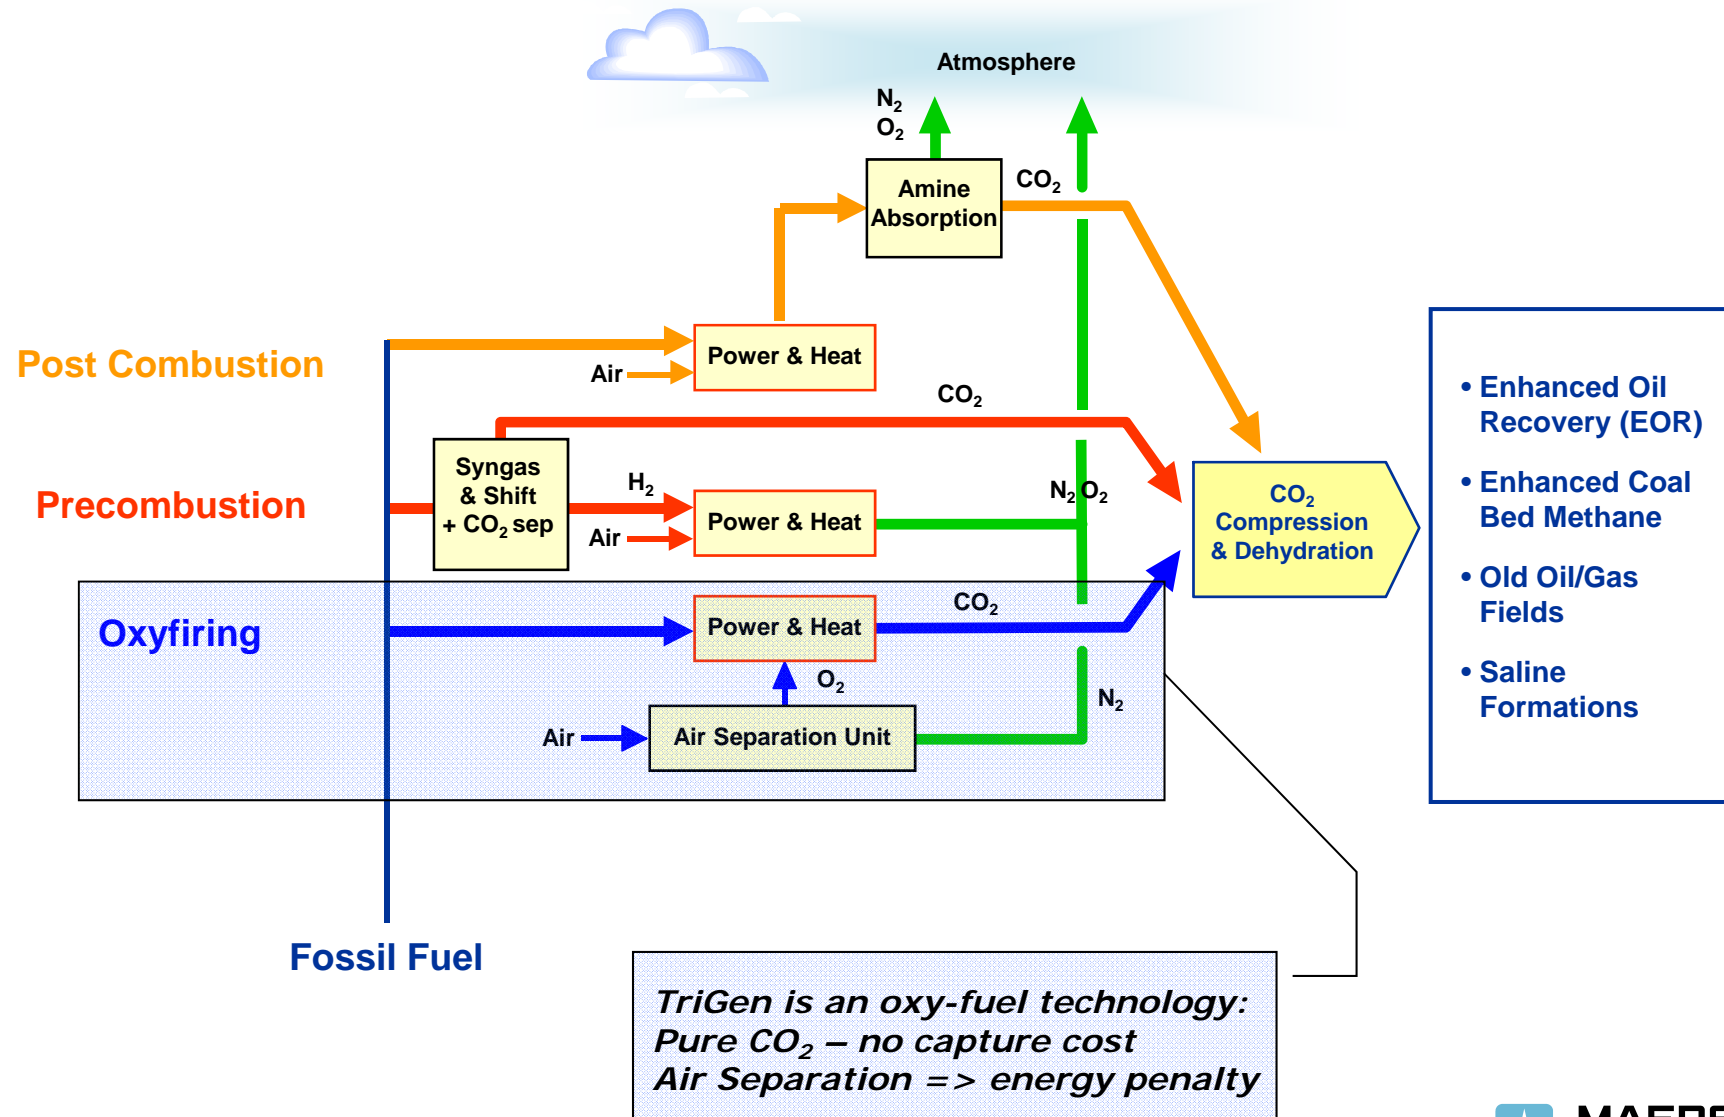 Atmosphere
N₂
O₂
Amine
Absorption
CO₂
Post Combustion
Power & Heat
Air
CO₂
Syngas
& Shift
+ CO₂ sep
Precombustion
H₂
Air
Power & Heat
N₂ O₂
CO₂
Compression
& Dehydration
• Enhanced Oil
Recovery (EOR)
• Enhanced Coal
Bed Methane
• Old Oil/Gas
Fields
• Saline
Formations
Oxyfiring
Power & Heat
CO₂
O₂
N₂
Air
Air Separation Unit
Fossil Fuel
TriGen is an oxy-fuel technology:
Pure CO₂ – no capture cost
Air Separation => energy penalty